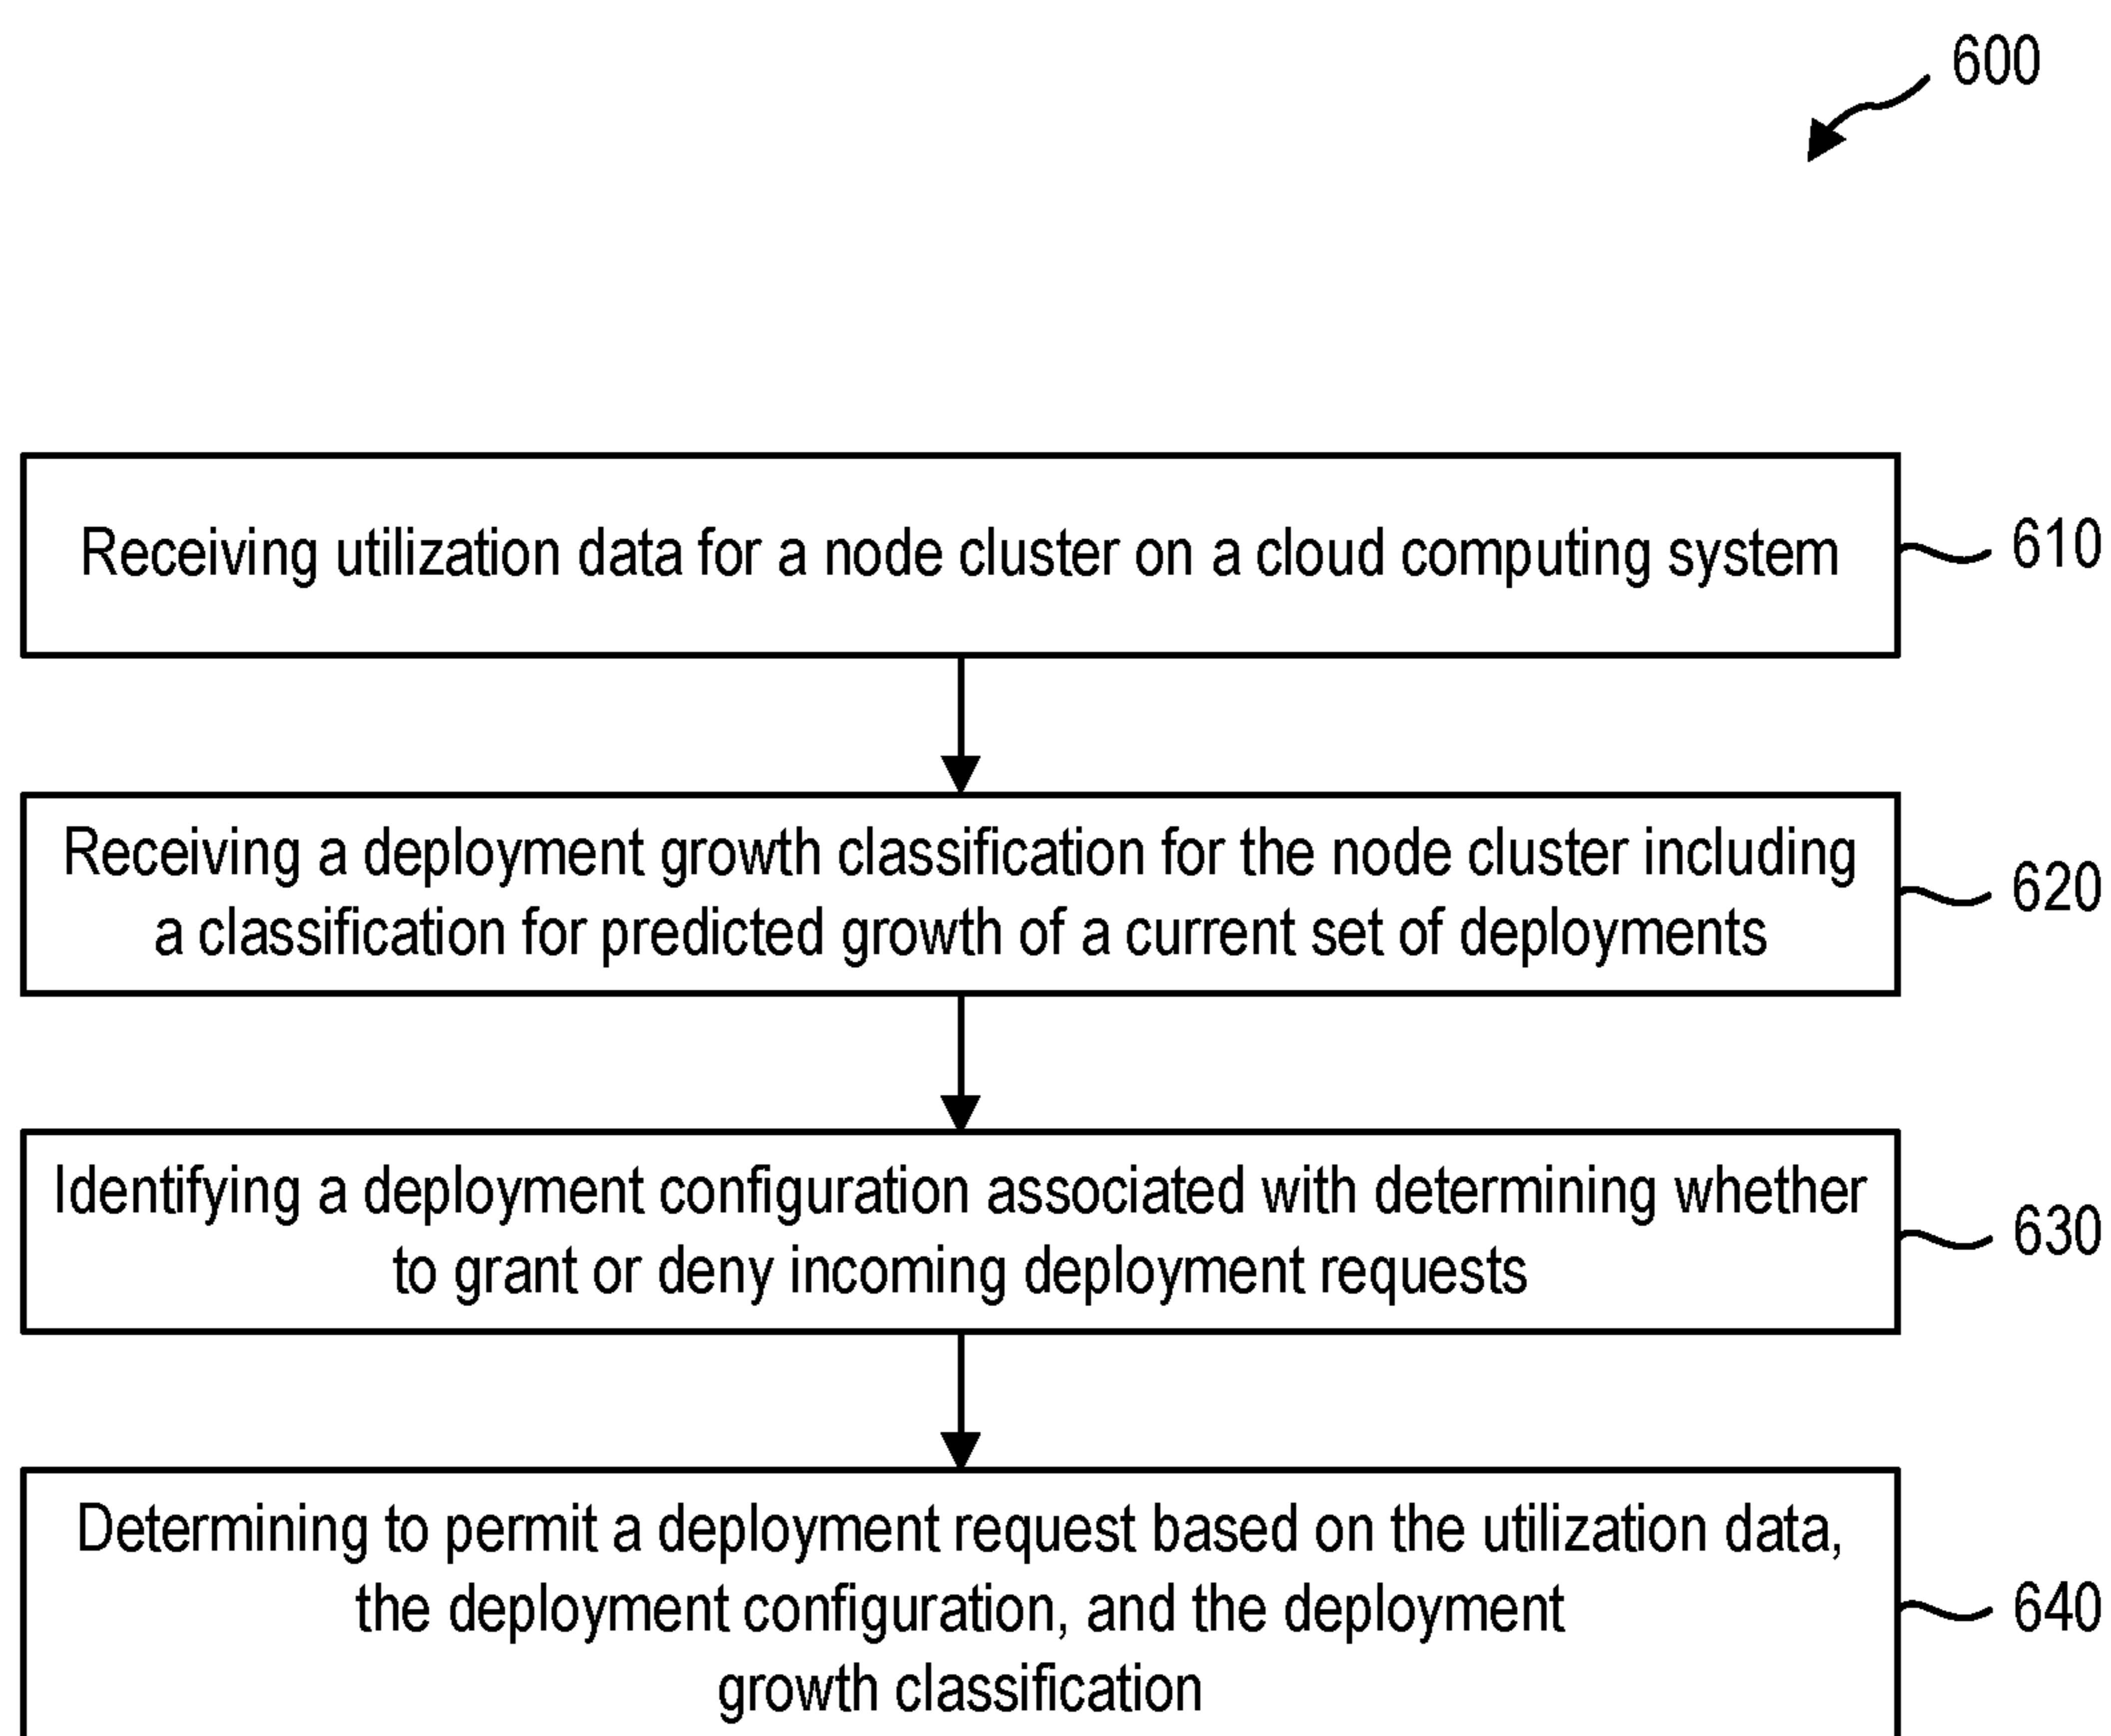 600
Receiving utilization data for a node cluster on a cloud computing system
610
Receiving a deployment growth classification for the node cluster including
a classification for predicted growth of a current set of deployments
620
Identifying a deployment configuration associated with determining whether
to grant or deny incoming deployment requests
630
Determining to permit a deployment request based on the utilization data,
the deployment configuration, and the deployment
growth classification
640